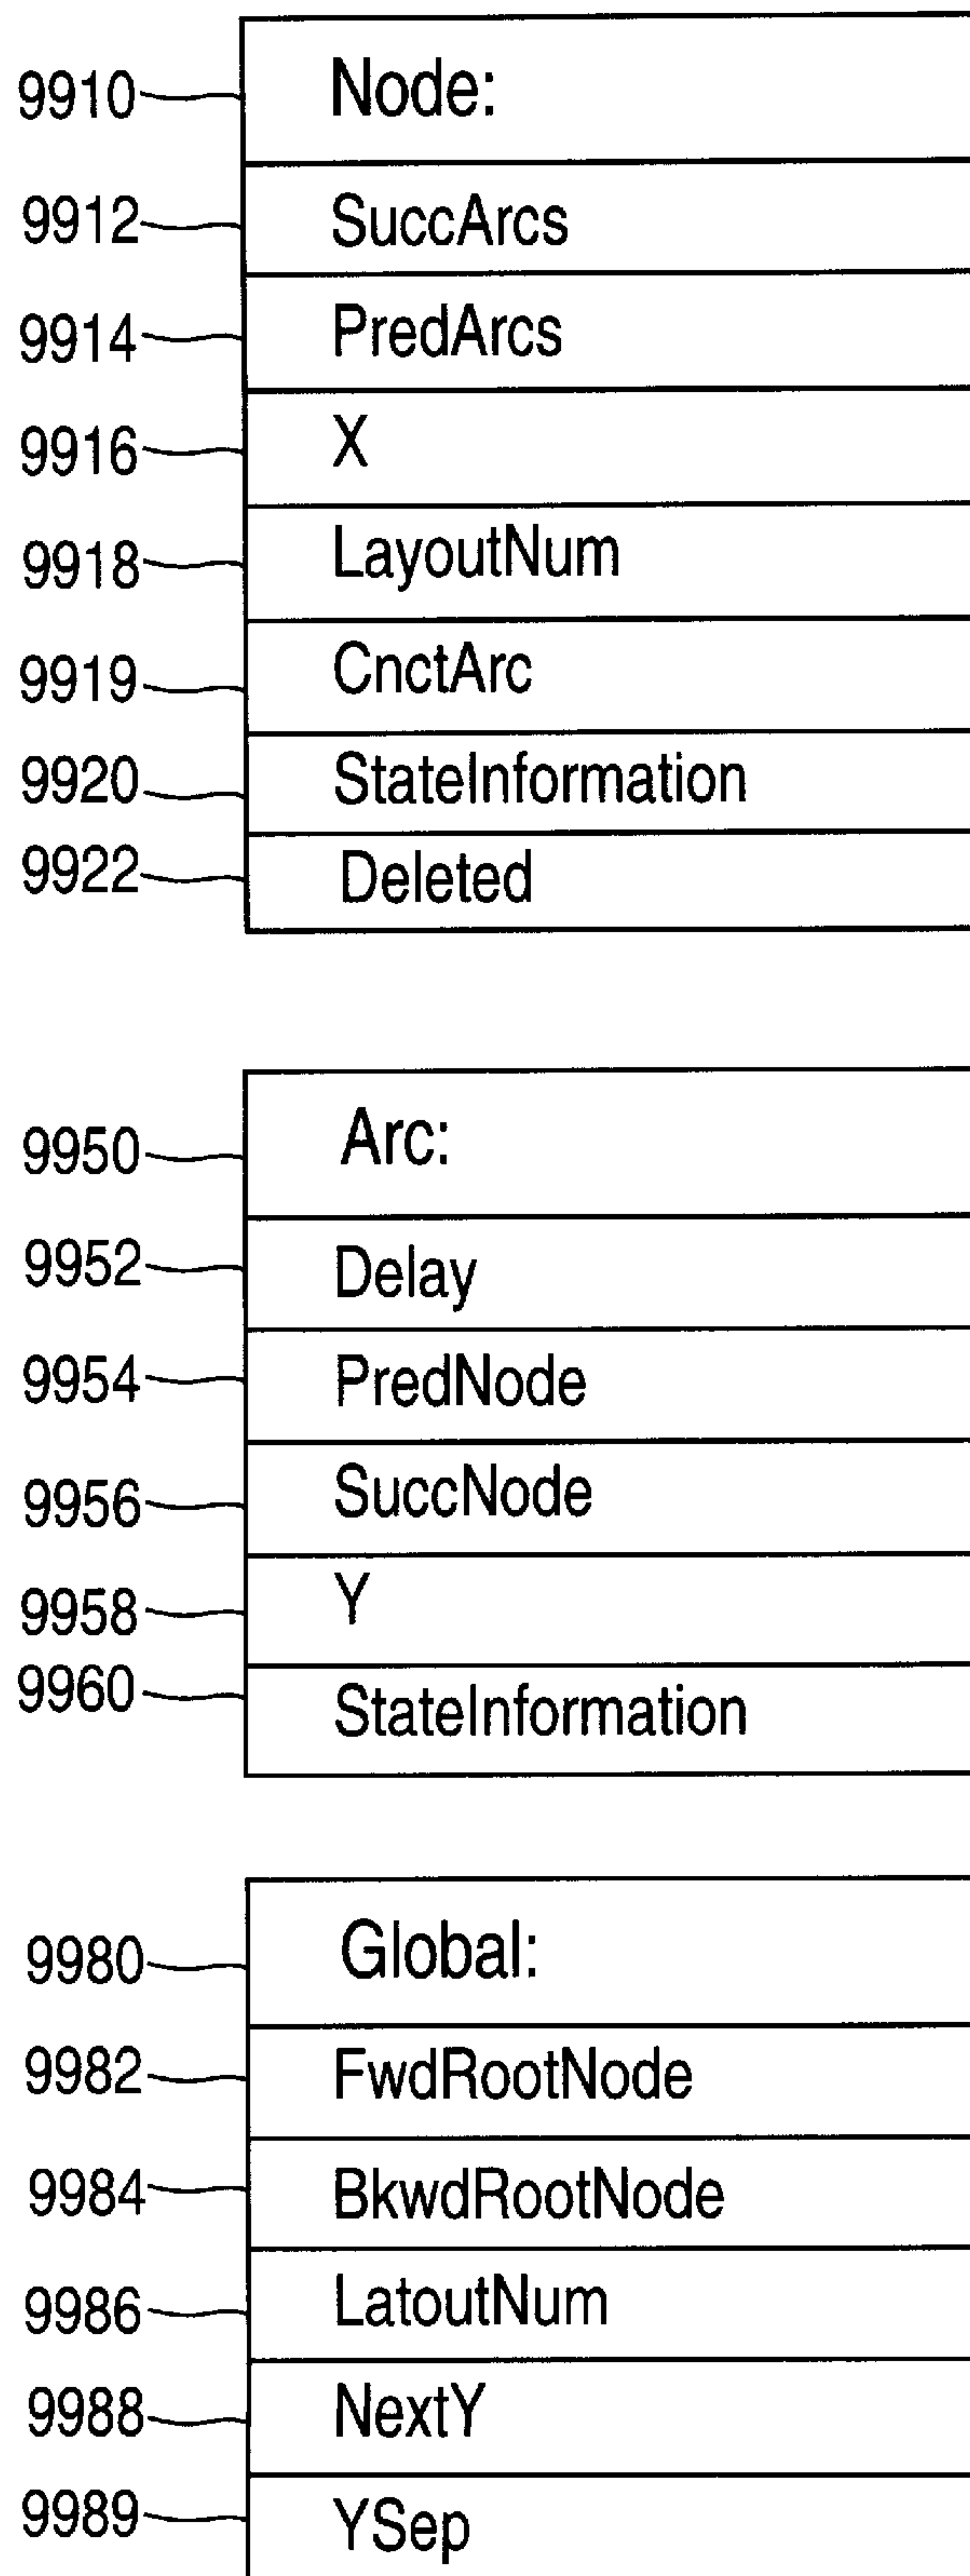 9910 Node:
9912 SuccArcs
9914 PredArcs
9916 X
9918 LayoutNum
9919 CnctArc
9920 StateInformation
9922 Deleted
9950 Arc:
9952 Delay
9954 PredNode
9956 SuccNode
9958 Y
9960 StateInformation
9980 Global:
9982 FwdRootNode
9984 BkwdRootNode
9986 LatoutNum
9988 NextY
9989 YSep